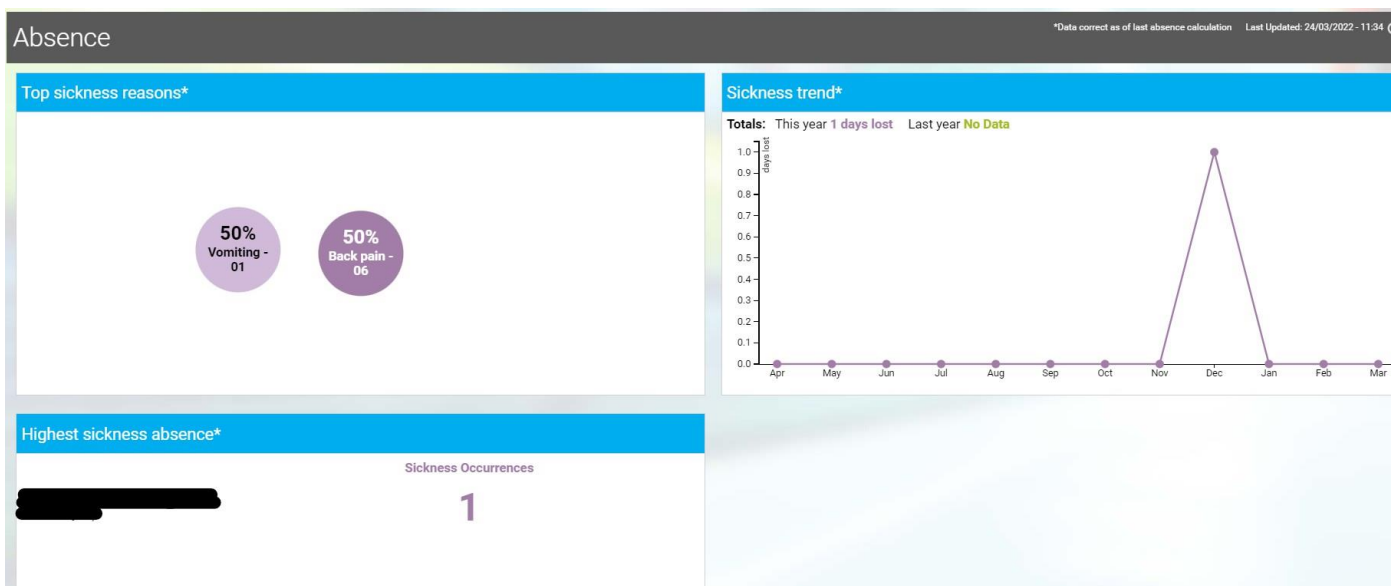 Absence
*Data correct as of last absence calculation Last Updated: 24/03/2022 - 11:34
Top sickness reasons*
50%
Vomiting -
01
50%
Back pain -
06
Sickness trend*
Totals: This year 1 days lost Last year No Data
days lost
1.0
0.9
0.8
0.7
0.6
0.5
0.4
0.3
0.2
0.1
0.0
Apr May Jun Jul Aug Sep Oct Nov Dec Jan Feb Mar
Highest sickness absence*
Sickness Occurrences
1